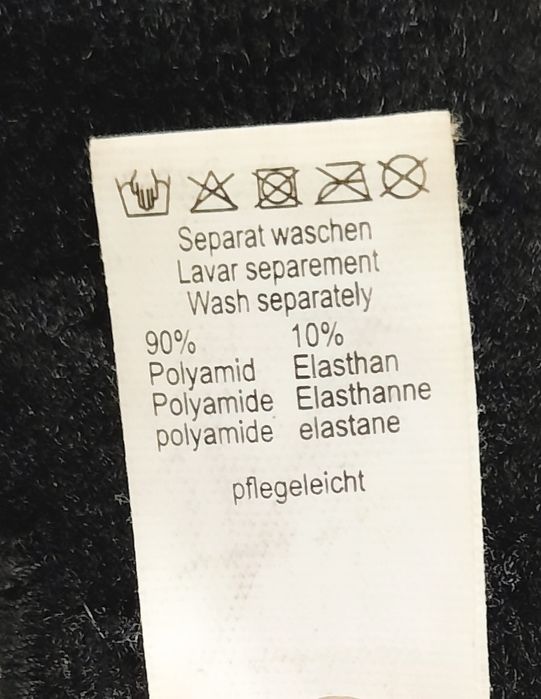 Separat waschen
Lavar separement
Wash separately
90% 10%
Polyamid Elasthan
Polyamide Elasthanne
polyamide elastane
pflegeleicht